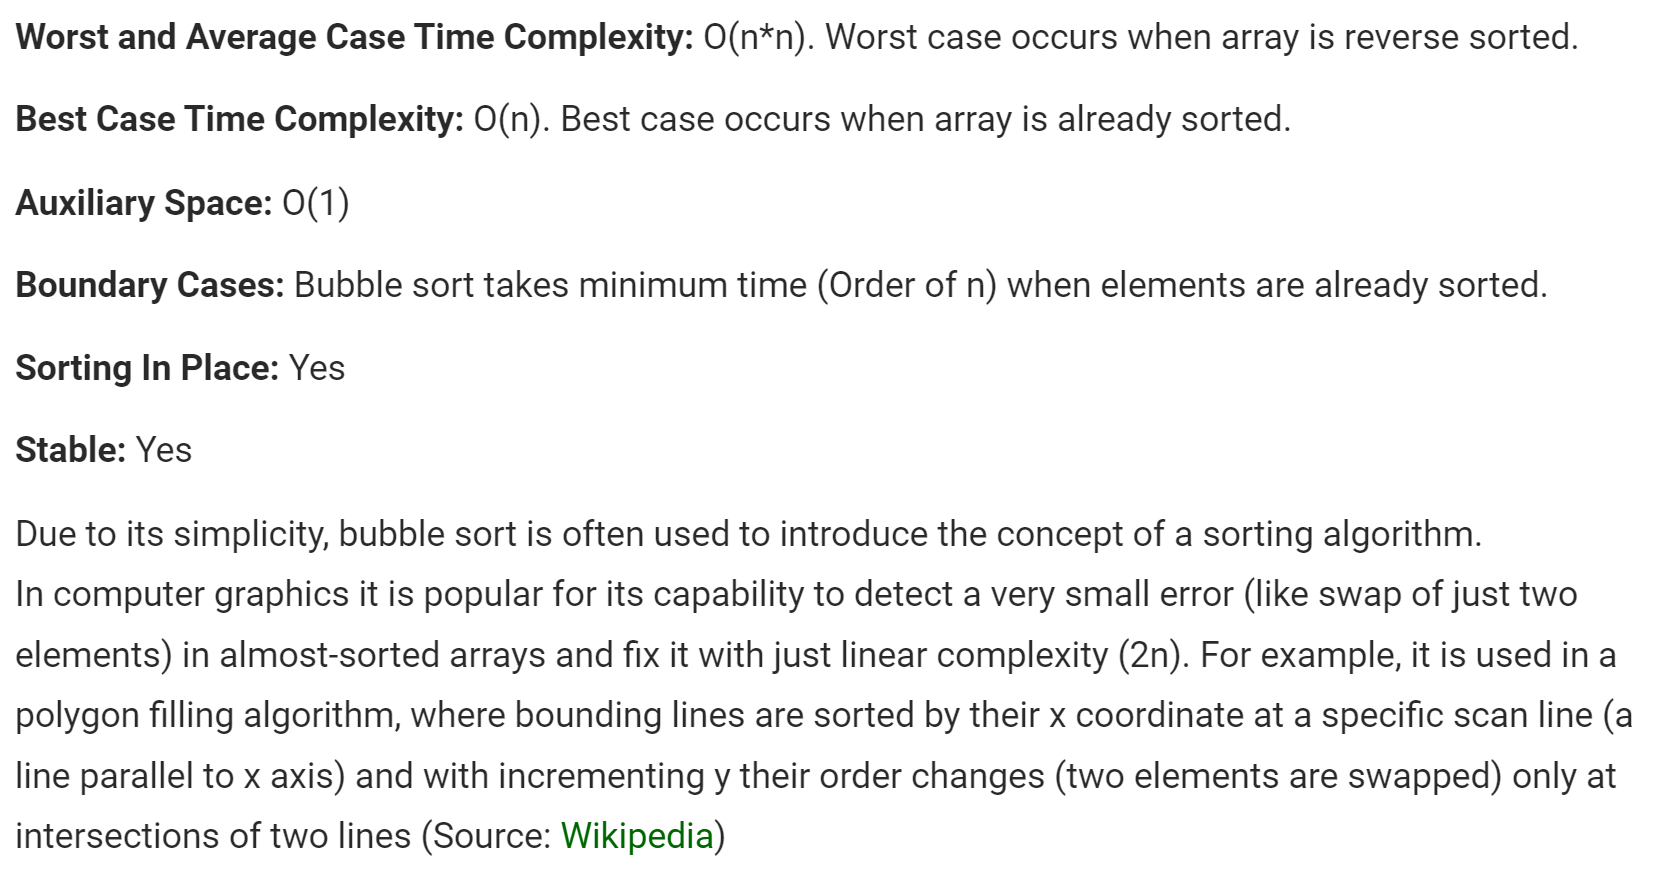 Worst and Average Case Time Complexity: O(n*n). Worst case occurs when array is reverse sorted.
Best Case Time Complexity: O(n). Best case occurs when array is already sorted.
Auxiliary Space: O(1)
Boundary Cases: Bubble sort takes minimum time (Order of n) when elements are already sorted.
Sorting In Place: Yes
Stable: Yes
Due to its simplicity, bubble sort is often used to introduce the concept of a sorting algorithm.
In computer graphics it is popular for its capability to detect a very small error (like swap of just two
elements) in almost-sorted arrays and fix it with just linear complexity (2n). For example, it is used in a
polygon filling algorithm, where bounding lines are sorted by their x coordinate at a specific scan line (a
line parallel to x axis) and with incrementing y their order changes (two elements are swapped) only at
intersections of two lines (Source: Wikipedia)